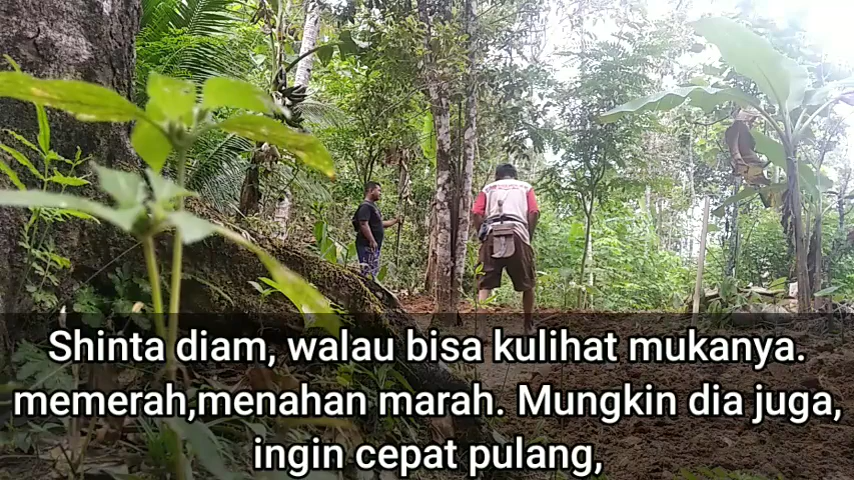 Shinta diam, walau bisa kulihat mukanya.
memerah,menahan marah. Mungkin dia juga,
ingin cepat pulang,